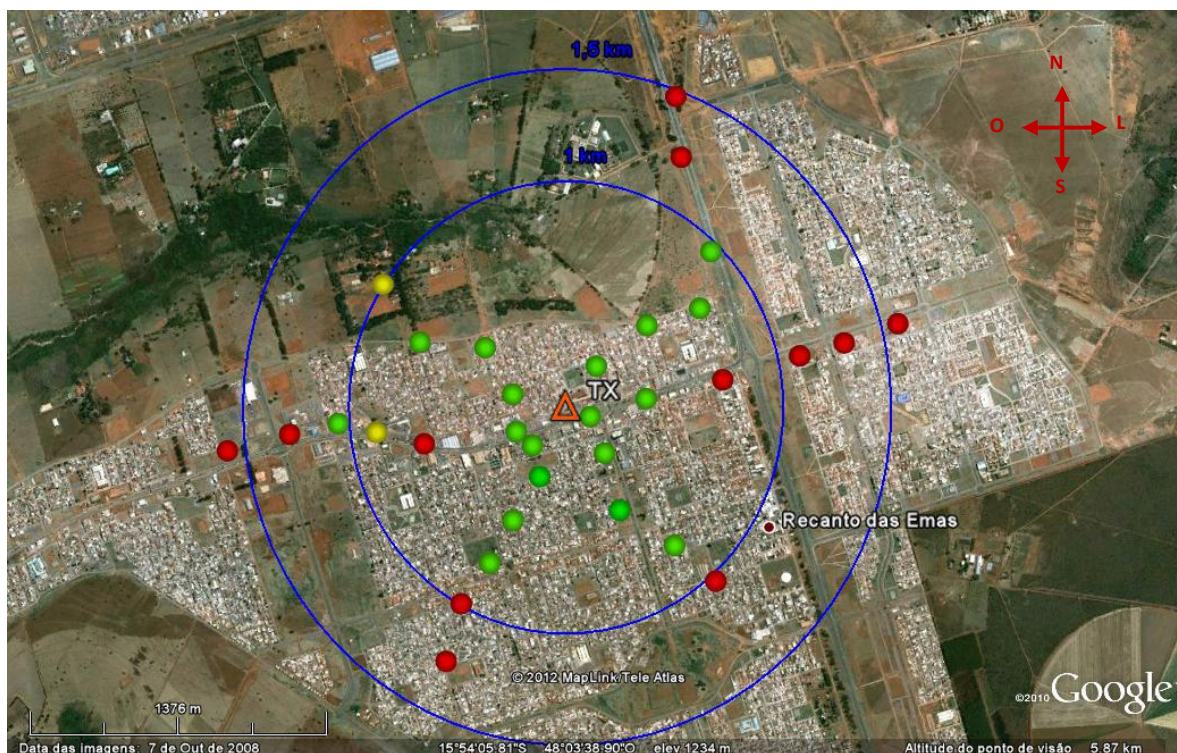 1,5 km
N
O
L
S
1 km
TX
Recanto das Emas
© 2012 MapLink/Tele Atlas
©2010 Google
1376 m
Data das imagens: 7 de Out de 2008
15°54'05.81"S 48°03'38.90"O elev 1234 m
Altitude do ponto de visão 5.87 km